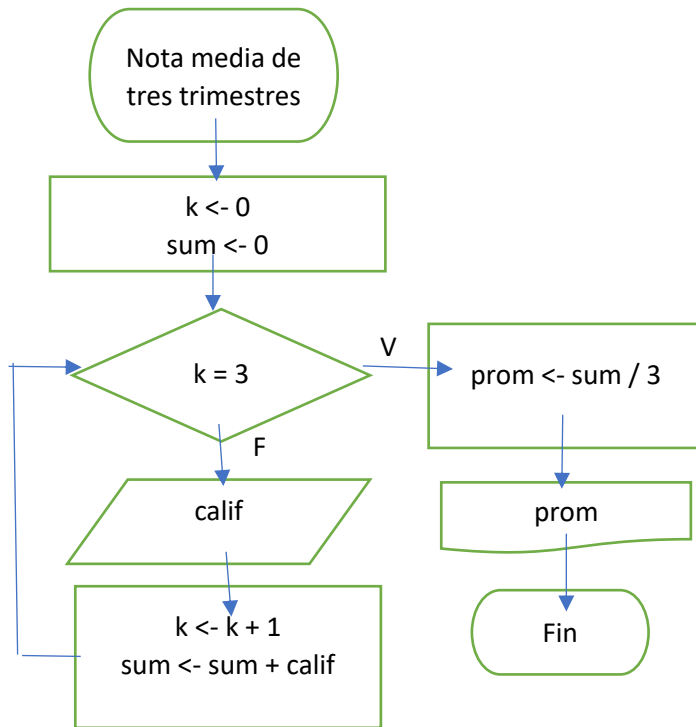 Nota media de
tres trimestres
k <- 0
sum <- 0
k = 3
V
prom <- sum / 3
F
calif
prom
k <- k + 1
sum <- sum + calif
Fin